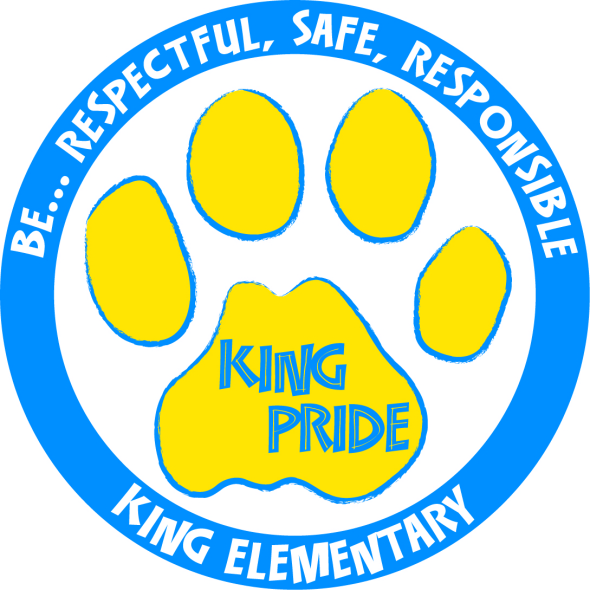 BE... RESPECTFUL, SAFE, RESPONSIBLE
KING
PRIDE
KING ELEMENTARY